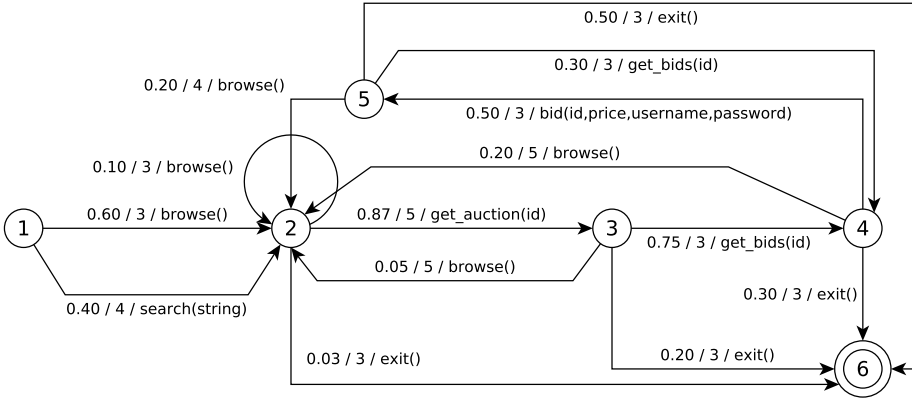 0.50 / 3 / exit()
0.30 / 3 / get_bids(id)
0.20 / 4 / browse()
5
0.50 / 3 / bid(id,price,username,password)
0.20 / 5 / browse()
0.10 / 3 / browse()
1
0.60 / 3 / browse()
2
0.87 / 5 / get_auction(id)
3
0.75 / 3 / get_bids(id)
4
0.05 / 5 / browse()
0.40 / 4 / search(string)
0.30 / 3 / exit()
0.03 / 3 / exit()
0.20 / 3 / exit()
6